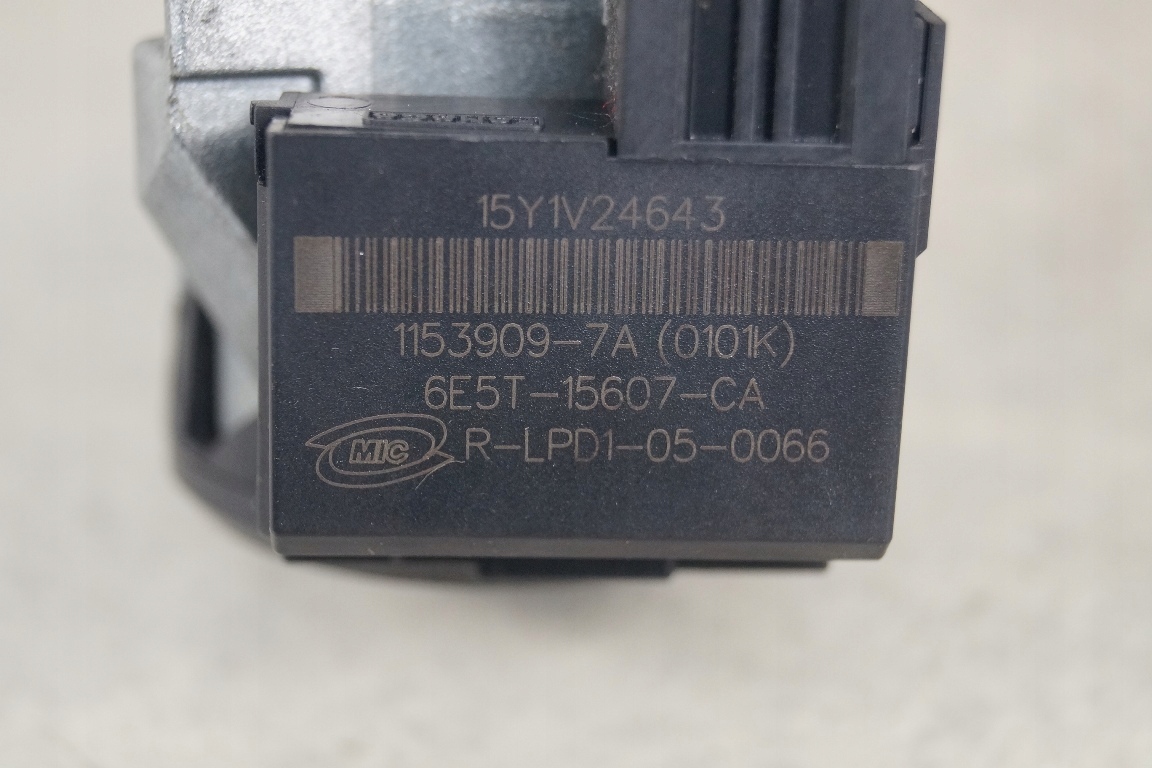 15Y1V24643
1153909-7A (0101K)
6E5T-15607-CA
MIC R-LPD1-05-0066